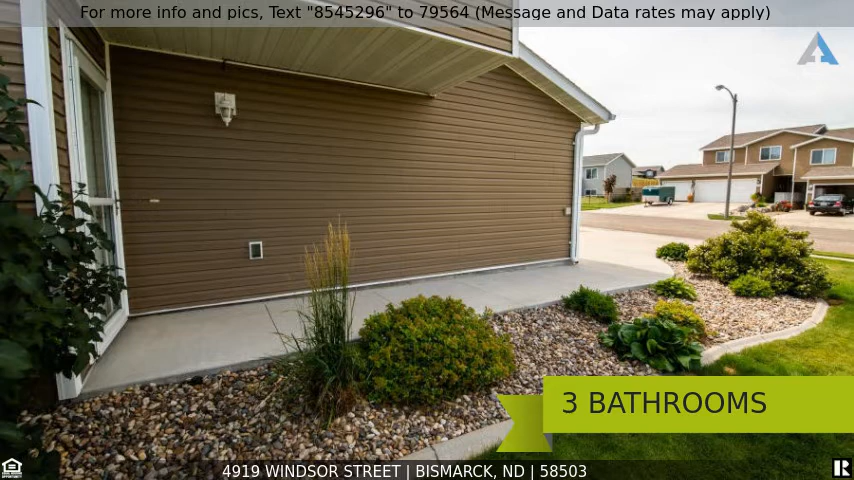 For more info and pics, Text "8545296" to 79564 (Message and Data rates may apply)
3 BATHROOMS
4919 WINDSOR STREET | BISMARCK, ND | 58503